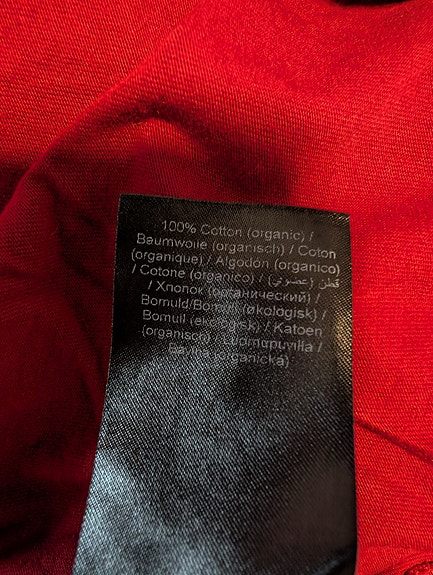 100% Cotton (organic) /
Baumwolle (organisch) / Coton
(organique) / Algodón (organico)
/ Cotone (organico) / قطن (عضوي)
/ Хлопок (органический) /
Bomuld/Bomull (økologisk) /
Bomull (ekologisk) / Katoen
(organisch) / Luomupuuvilla /
Bavlna (organická)